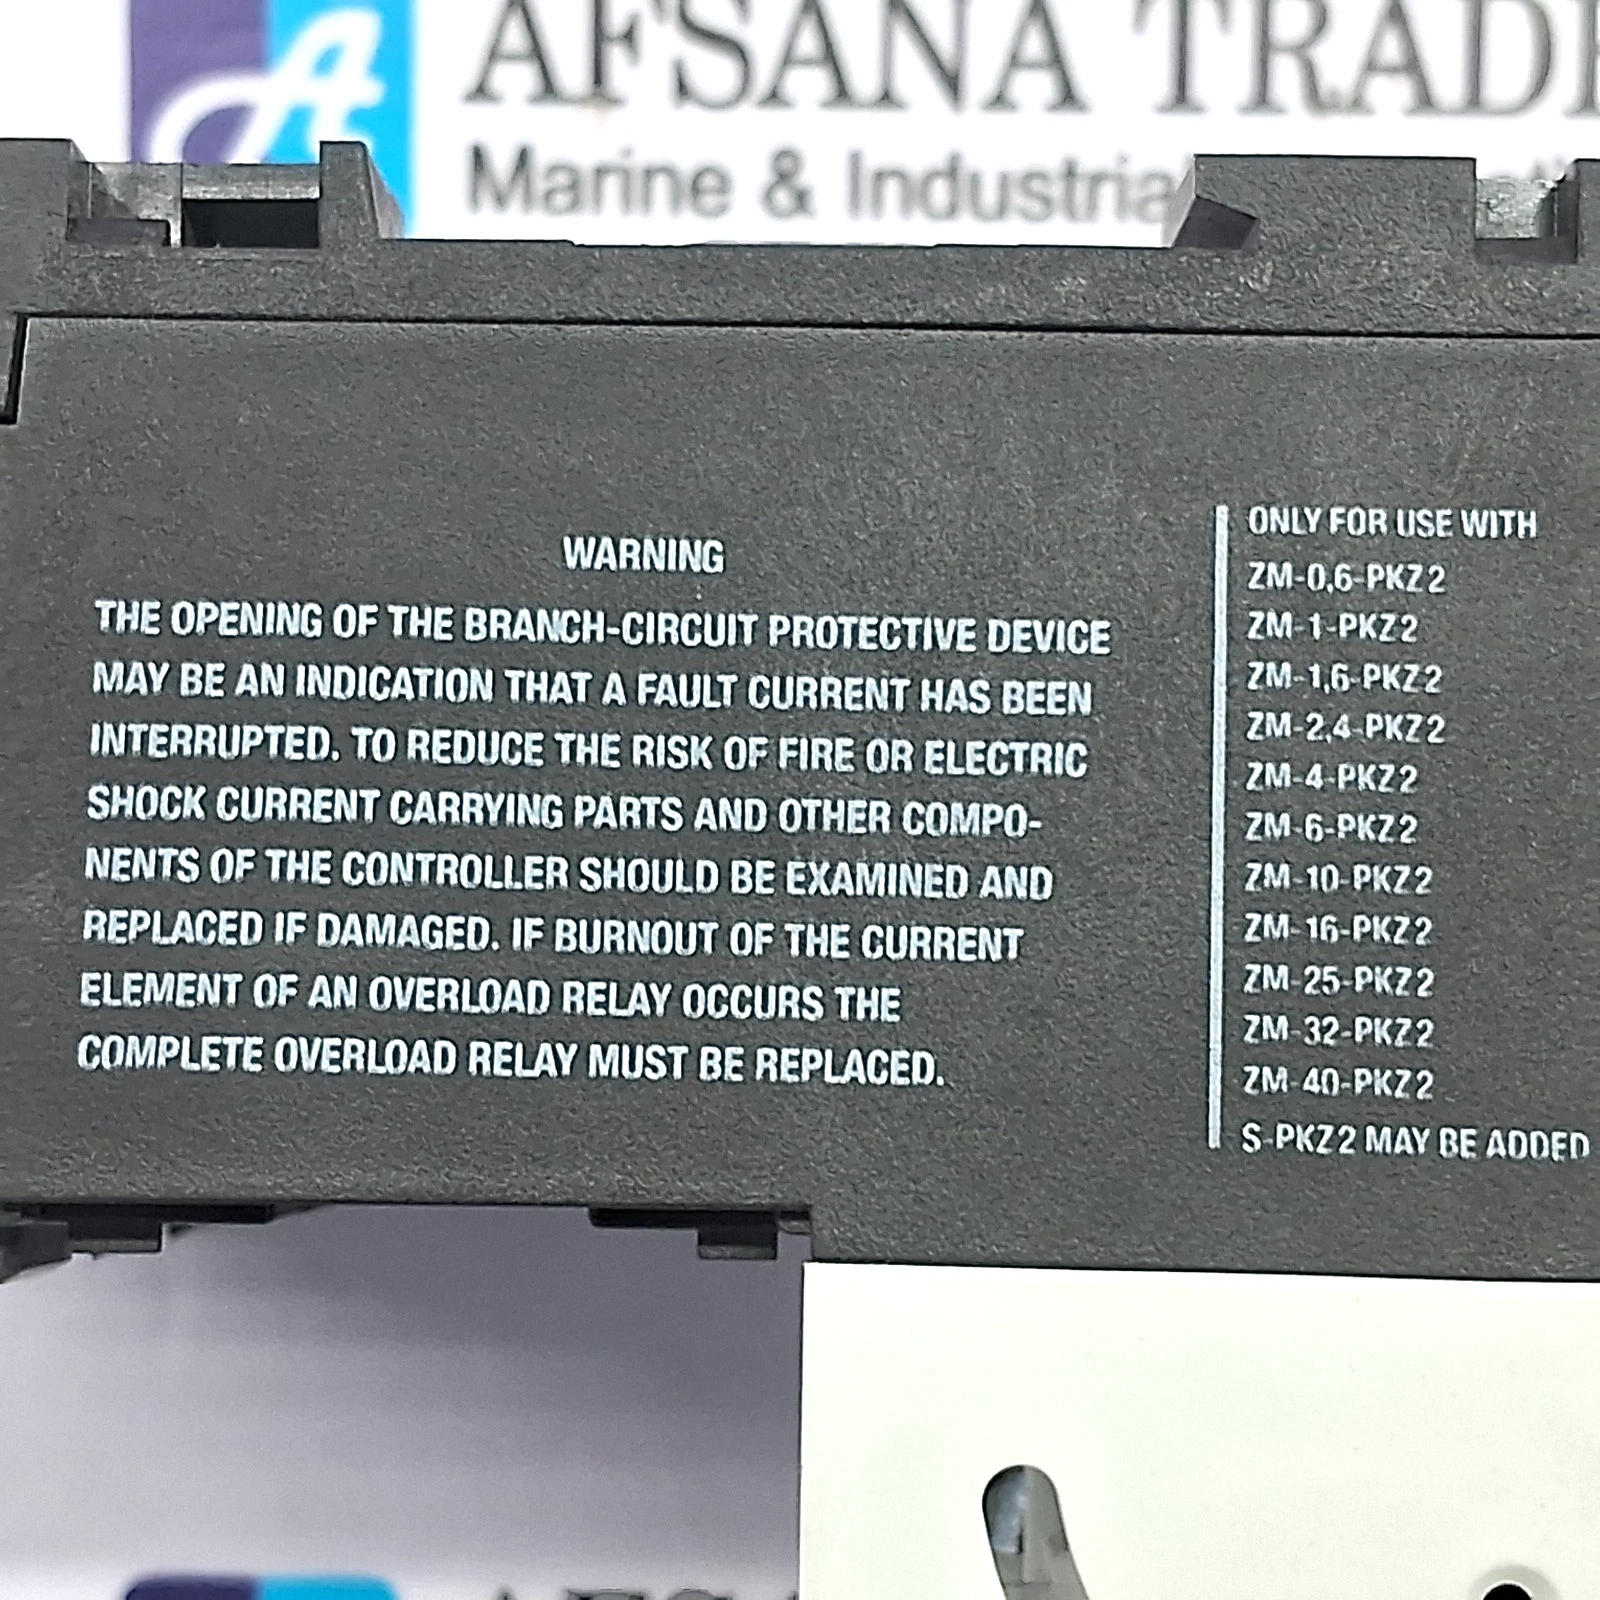 AFSANA TRADE
Marine & Industria
WARNING
THE OPENING OF THE BRANCH-CIRCUIT PROTECTIVE DEVICE
MAY BE AN INDICATION THAT A FAULT CURRENT HAS BEEN
INTERRUPTED. TO REDUCE THE RISK OF FIRE OR ELECTRIC
SHOCK CURRENT CARRYING PARTS AND OTHER COMPO-
NENTS OF THE CONTROLLER SHOULD BE EXAMINED AND
REPLACED IF DAMAGED. IF BURNOUT OF THE CURRENT
ELEMENT OF AN OVERLOAD RELAY OCCURS THE
COMPLETE OVERLOAD RELAY MUST BE REPLACED.
ONLY FOR USE WITH
ZM-0,6-PKZ2
ZM-1-PKZ2
ZM-1,6-PKZ2
ZM-2,4-PKZ2
ZM-4-PKZ2
ZM-6-PKZ2
ZM-10-PKZ2
ZM-16-PKZ2
ZM-25-PKZ2
ZM-32-PKZ2
ZM-40-PKZ2
S-PKZ2 MAY BE ADDED